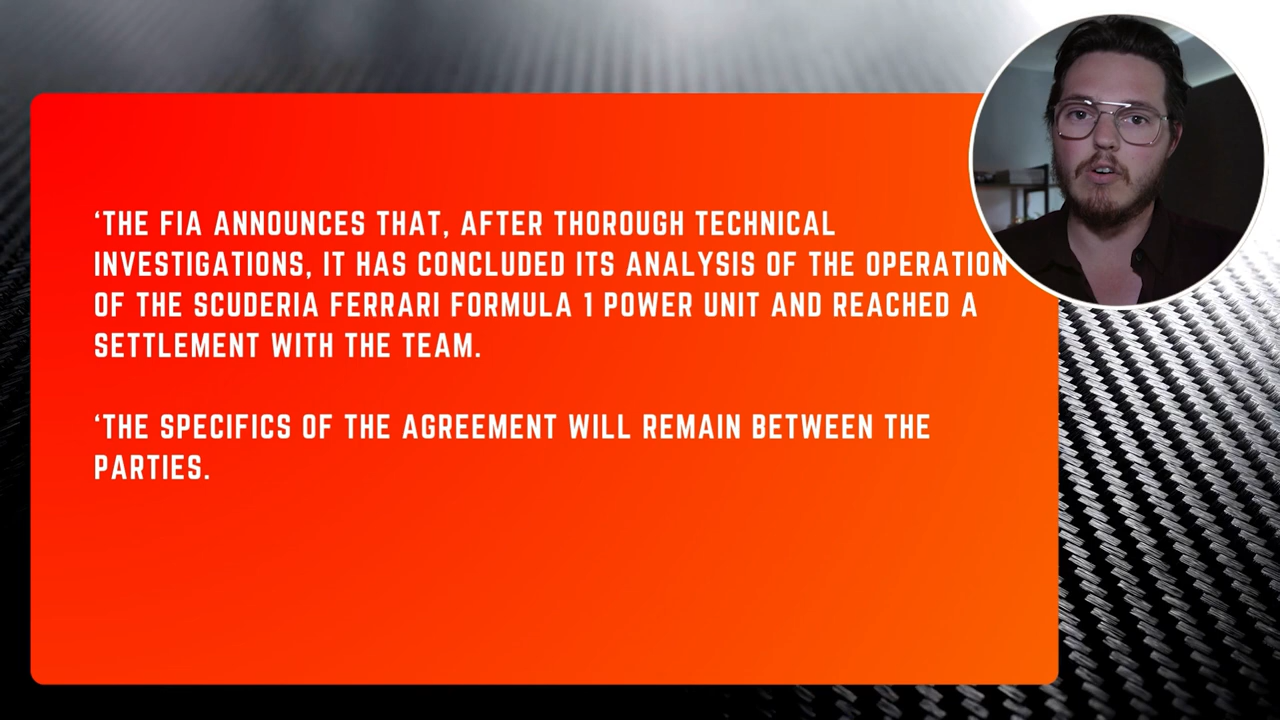 ‘THE FIA ANNOUNCES THAT, AFTER THOROUGH TECHNICAL
INVESTIGATIONS, IT HAS CONCLUDED ITS ANALYSIS OF THE OPERATION
OF THE SCUDERIA FERRARI FORMULA 1 POWER UNIT AND REACHED A
SETTLEMENT WITH THE TEAM.
‘THE SPECIFICS OF THE AGREEMENT WILL REMAIN BETWEEN THE
PARTIES.